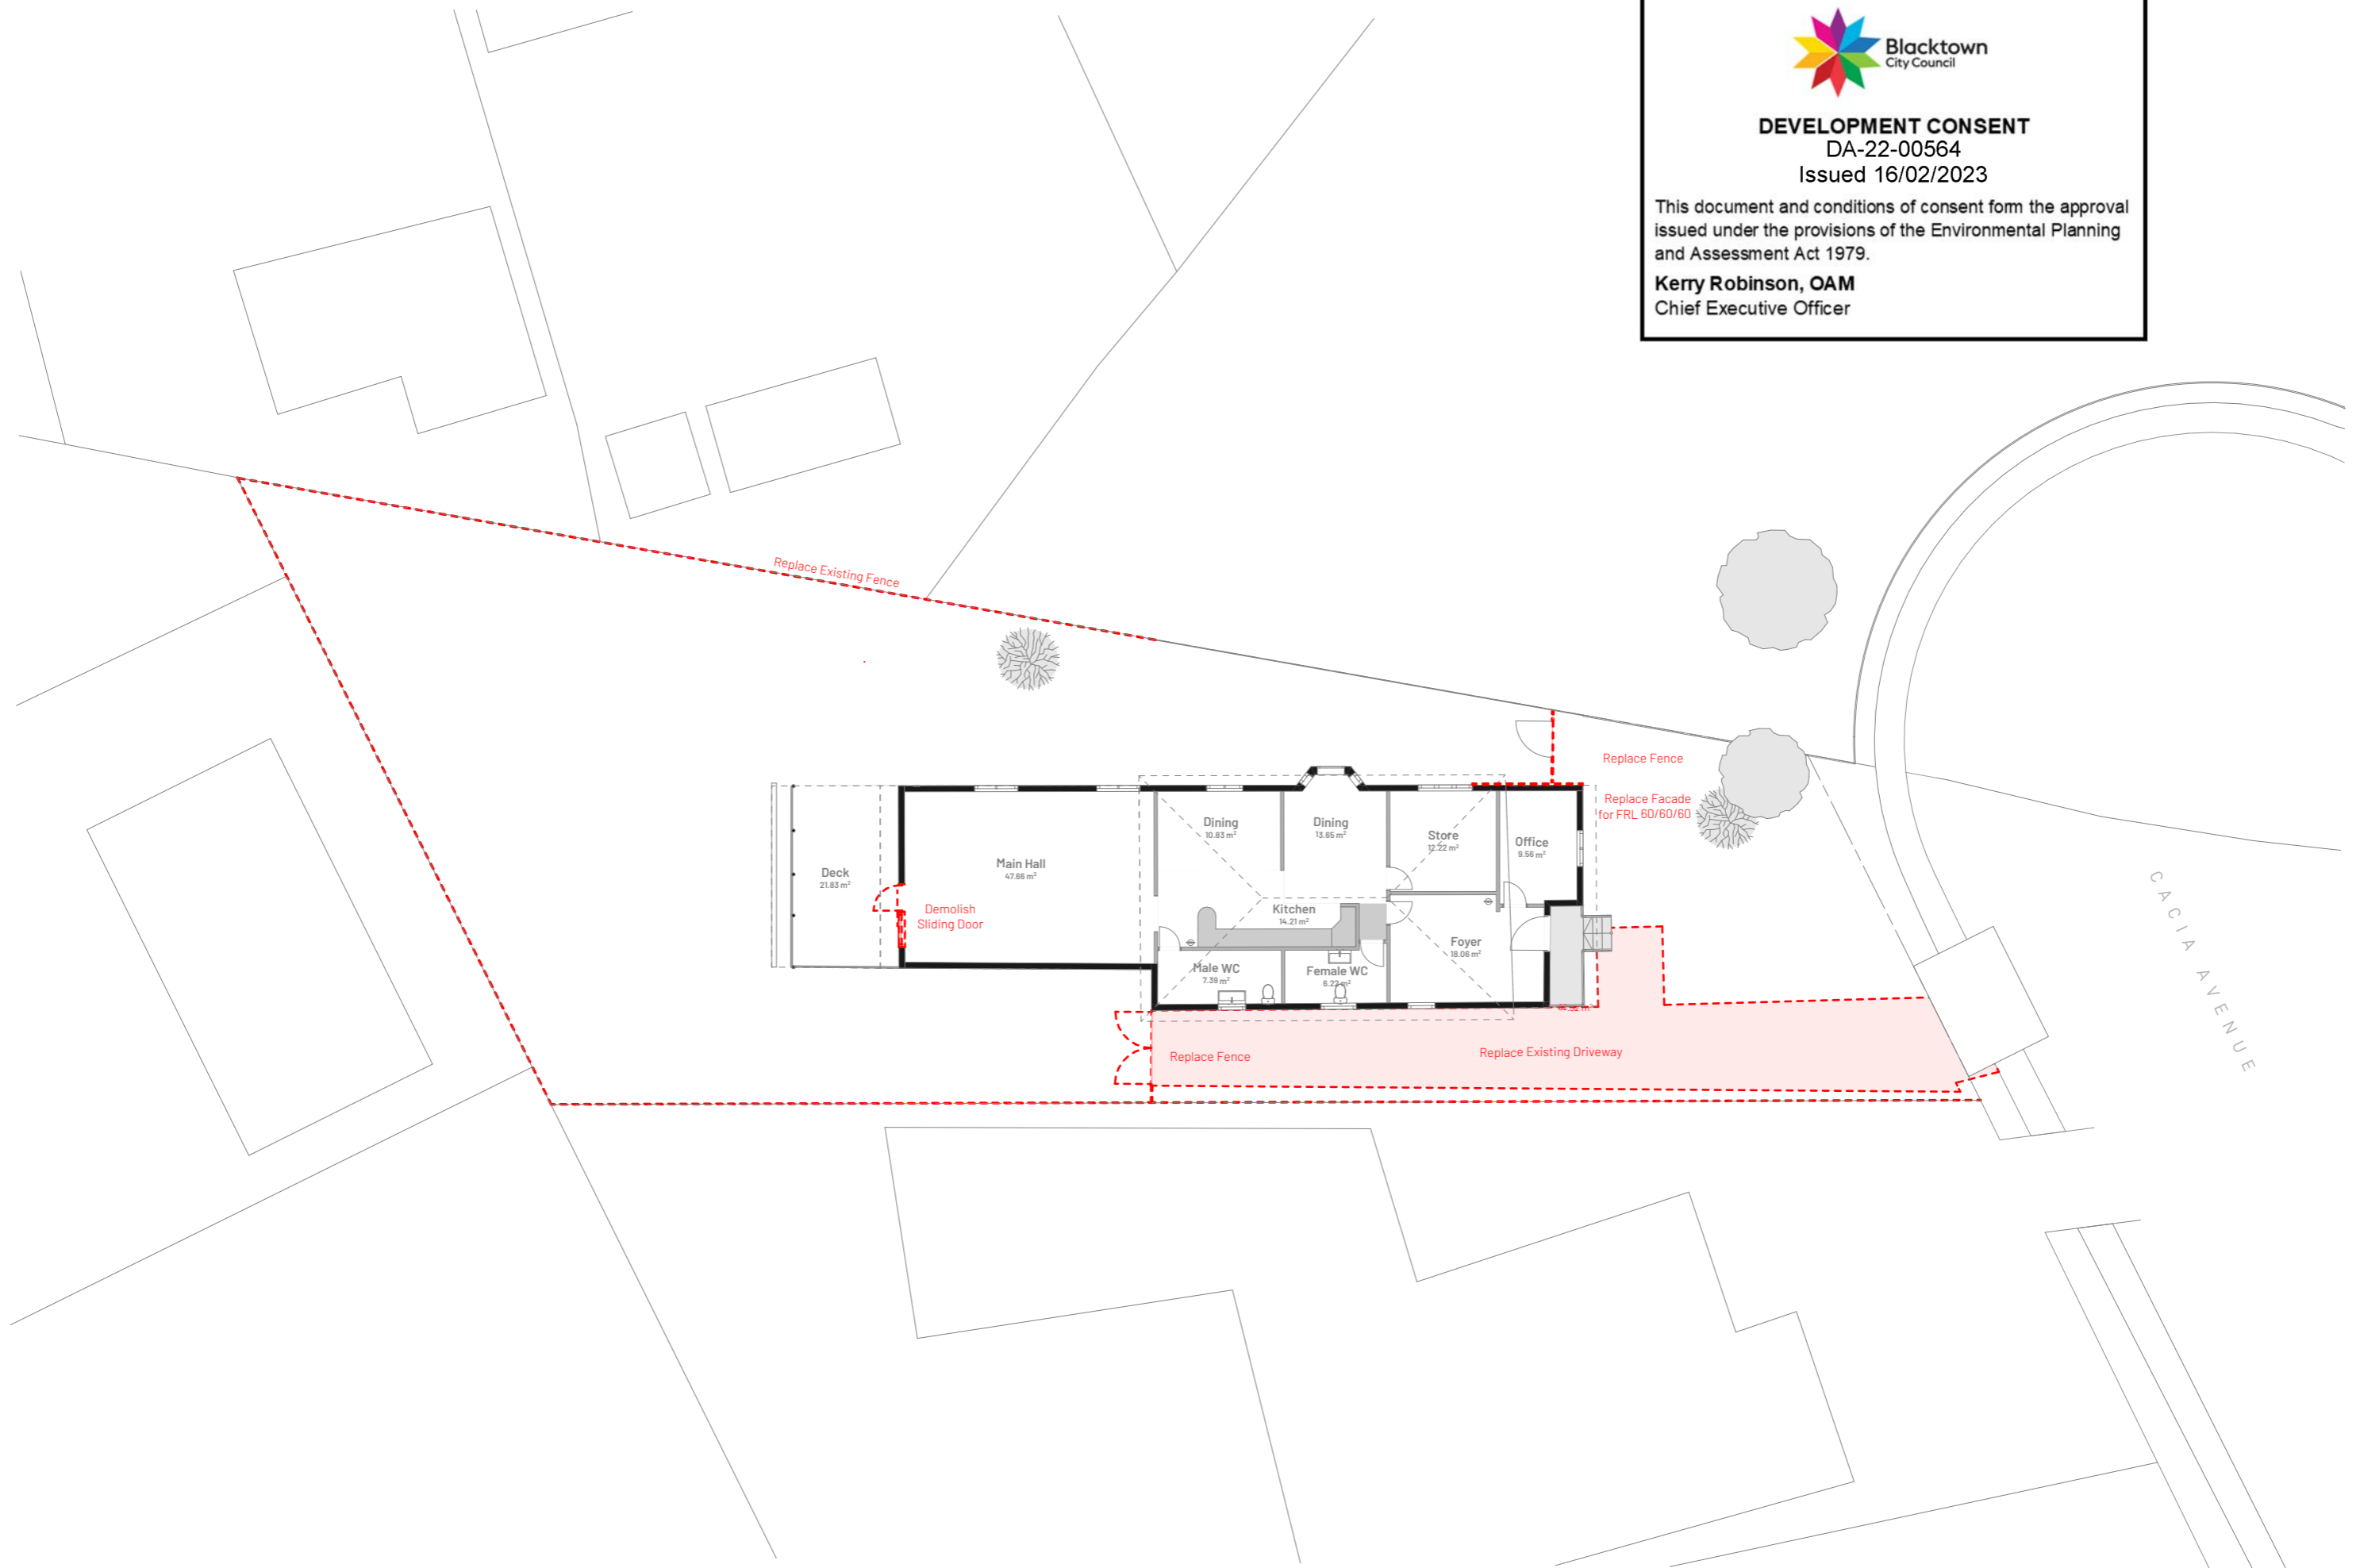 Blacktown
City Council
DEVELOPMENT CONSENT
DA-22-00564
Issued 16/02/2023
This document and conditions of consent form the approval
issued under the provisions of the Environmental Planning
and Assessment Act 1979.
Kerry Robinson, OAM
Chief Executive Officer
Replace Existing Fence
Replace Fence
Replace Facade
for FRL 60/60/60
Dining
10.83 m²
Dining
13.65 m²
Store
12.22 m²
Office
9.56 m²
Main Hall
47.66 m²
Deck
21.83 m²
Demolish
Sliding Door
Kitchen
14.21 m²
Foyer
18.06 m²
Male WC
7.39 m²
Female WC
6.22 m²
Replace Fence
Replace Existing Driveway
CACIA AVENUE